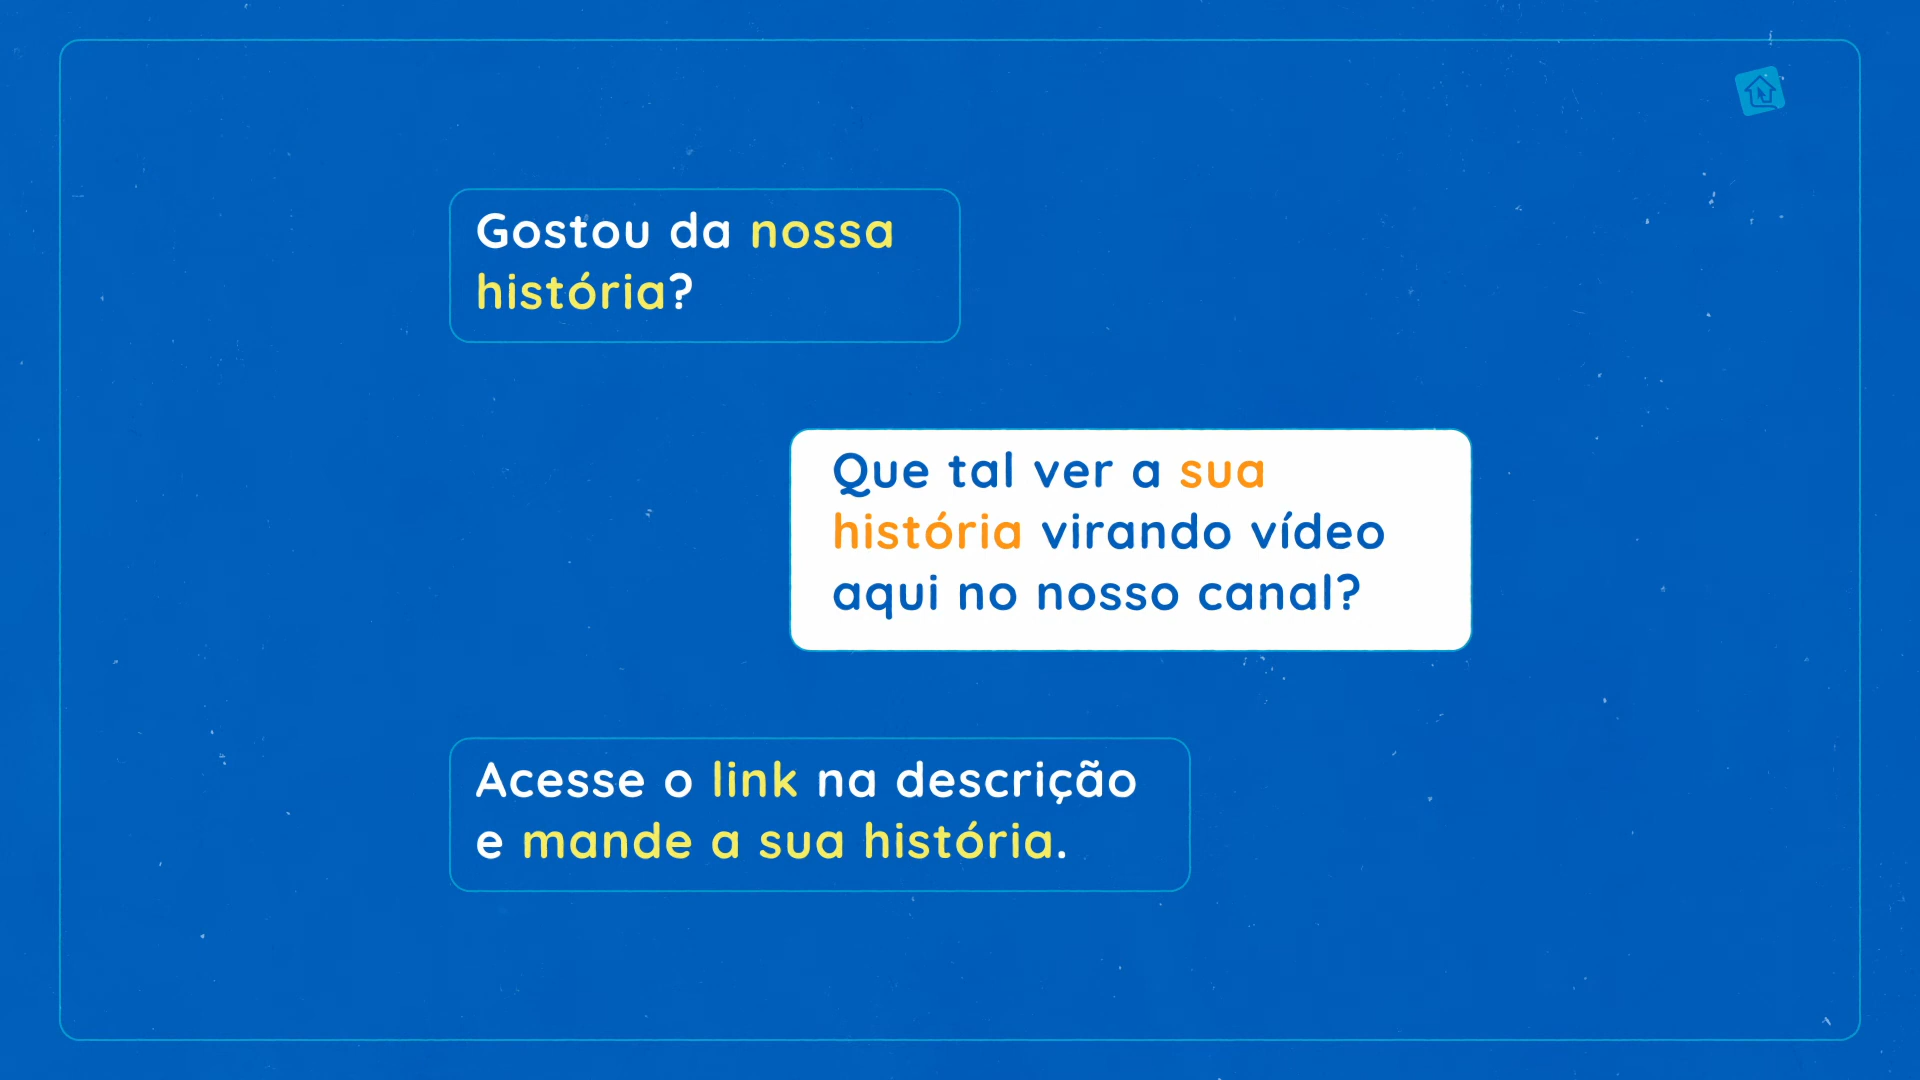 Gostou da nossa
história?
Que tal ver a sua
história virando vídeo
aqui no nosso canal?
Acesse o link na descrição
e mande a sua história.